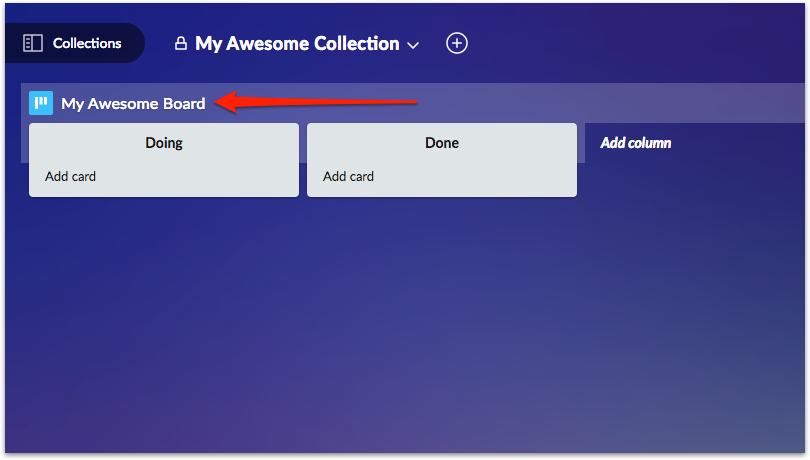 Collections
My Awesome Collection
My Awesome Board
Doing
Done
Add column
Add card
Add card